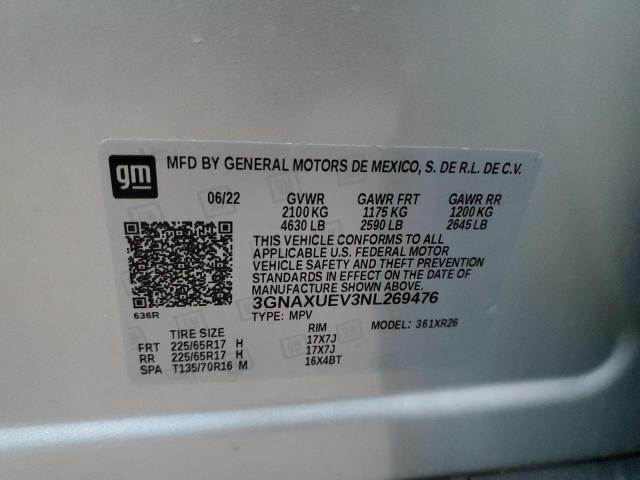 gm
MFD BY GENERAL MOTORS DE MEXICO, S. DE R.L. DE C.V.
06/22 GVWR GAWR FRT GAWR RR
2100 KG 1175 KG 1200 KG
4630 LB 2590 LB 2645 LB
THIS VEHICLE CONFORMS TO ALL
APPLICABLE U.S. FEDERAL MOTOR
VEHICLE SAFETY AND THEFT PREVENTION
STANDARDS IN EFFECT ON THE DATE OF
MANUFACTURE SHOWN ABOVE.
3GNAXUEV3NL269476
636R
TYPE: MPV MODEL: 361XR26
TIRE SIZE RIM
FRT 225/65R17 H 17X7J
RR 225/65R17 H 17X7J
SPA T135/70R16 M 16X4BT